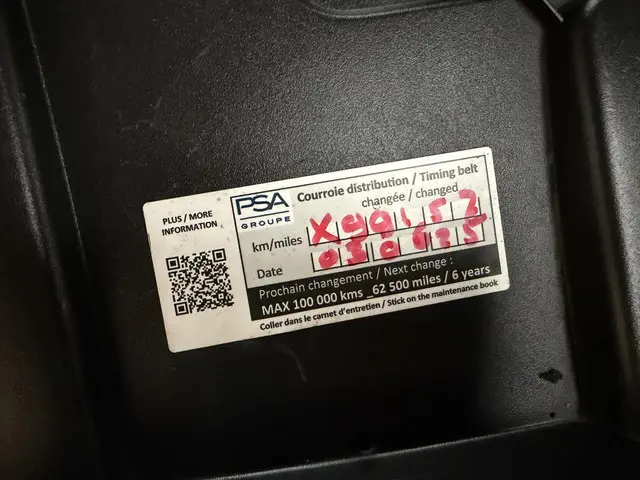 PLUS / MORE
INFORMATION
PSA
GROUPE
Courroie distribution / Timing belt
changée / changed
km/miles
Date
Prochain changement / Next change :
MAX 100 000 kms _62 500 miles / 6 years
Coller dans le carnet d'entretien / Stick on the maintenance book